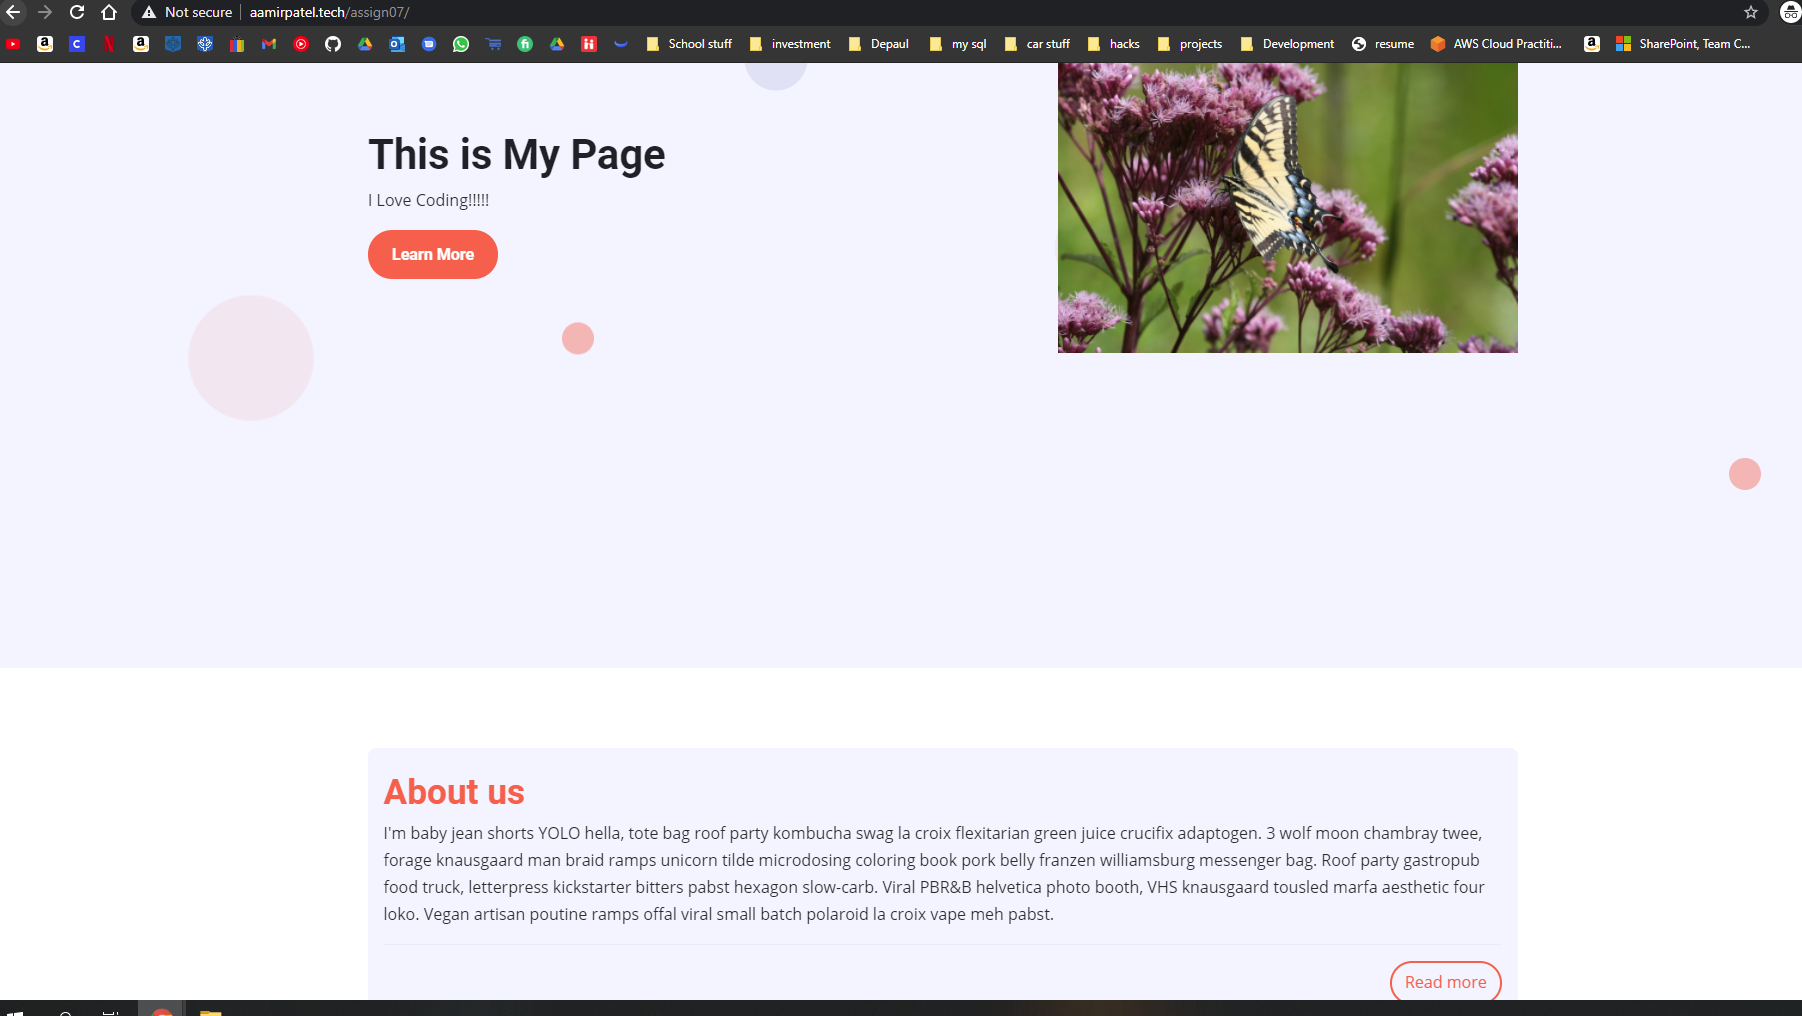 Not secure
aamirpatel.tech/assign07/
School stuff
investment
Depaul
my sql
car stuff
hacks
projects
Development
resume
AWS Cloud Practiti...
SharePoint, Team C...
This is My Page
I Love Coding!!!!!
Learn More
About us
I'm baby jean shorts YOLO hella, tote bag roof party kombucha swag la croix flexitarian green juice crucifix adaptogen. 3 wolf moon chambray twee,
forage knausgaard man braid ramps unicorn tilde microdosing coloring book pork belly franzen williamsburg messenger bag. Roof party gastropub
food truck, letterpress kickstarter bitters pabst hexagon slow-carb. Viral PBR&B helvetica photo booth, VHS knausgaard tousled marfa aesthetic four
loko. Vegan artisan poutine ramps offal viral small batch polaroid la croix vape meh pabst.
Read more